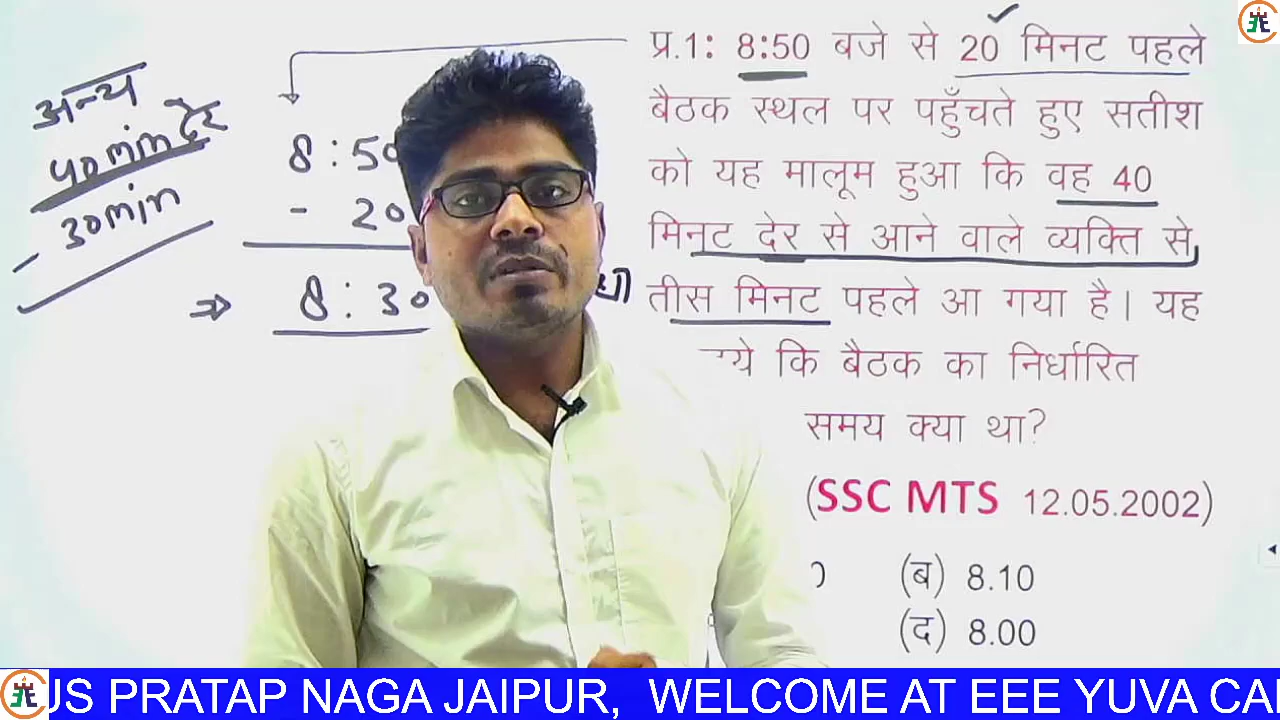 प्र.1: 8:50 बजे से 20 मिनट पहले
बैठक स्थल पर पहुँचते हुए सतीश
को यह मालूम हुआ कि वह 40
मिनट देर से आने वाले व्यक्ति से
तीस मिनट पहले आ गया है। यह
कि बैठक का निर्धारित
समय क्या था?
(SSC MTS 12.05.2002)
(ब) 8.10
(द) 8.00
अन्य
40 min देर
- 30 min
8:50
- 20
⇒ 8:30
JS PRATAP NAGA JAIPUR, WELCOME AT EEE YUVA